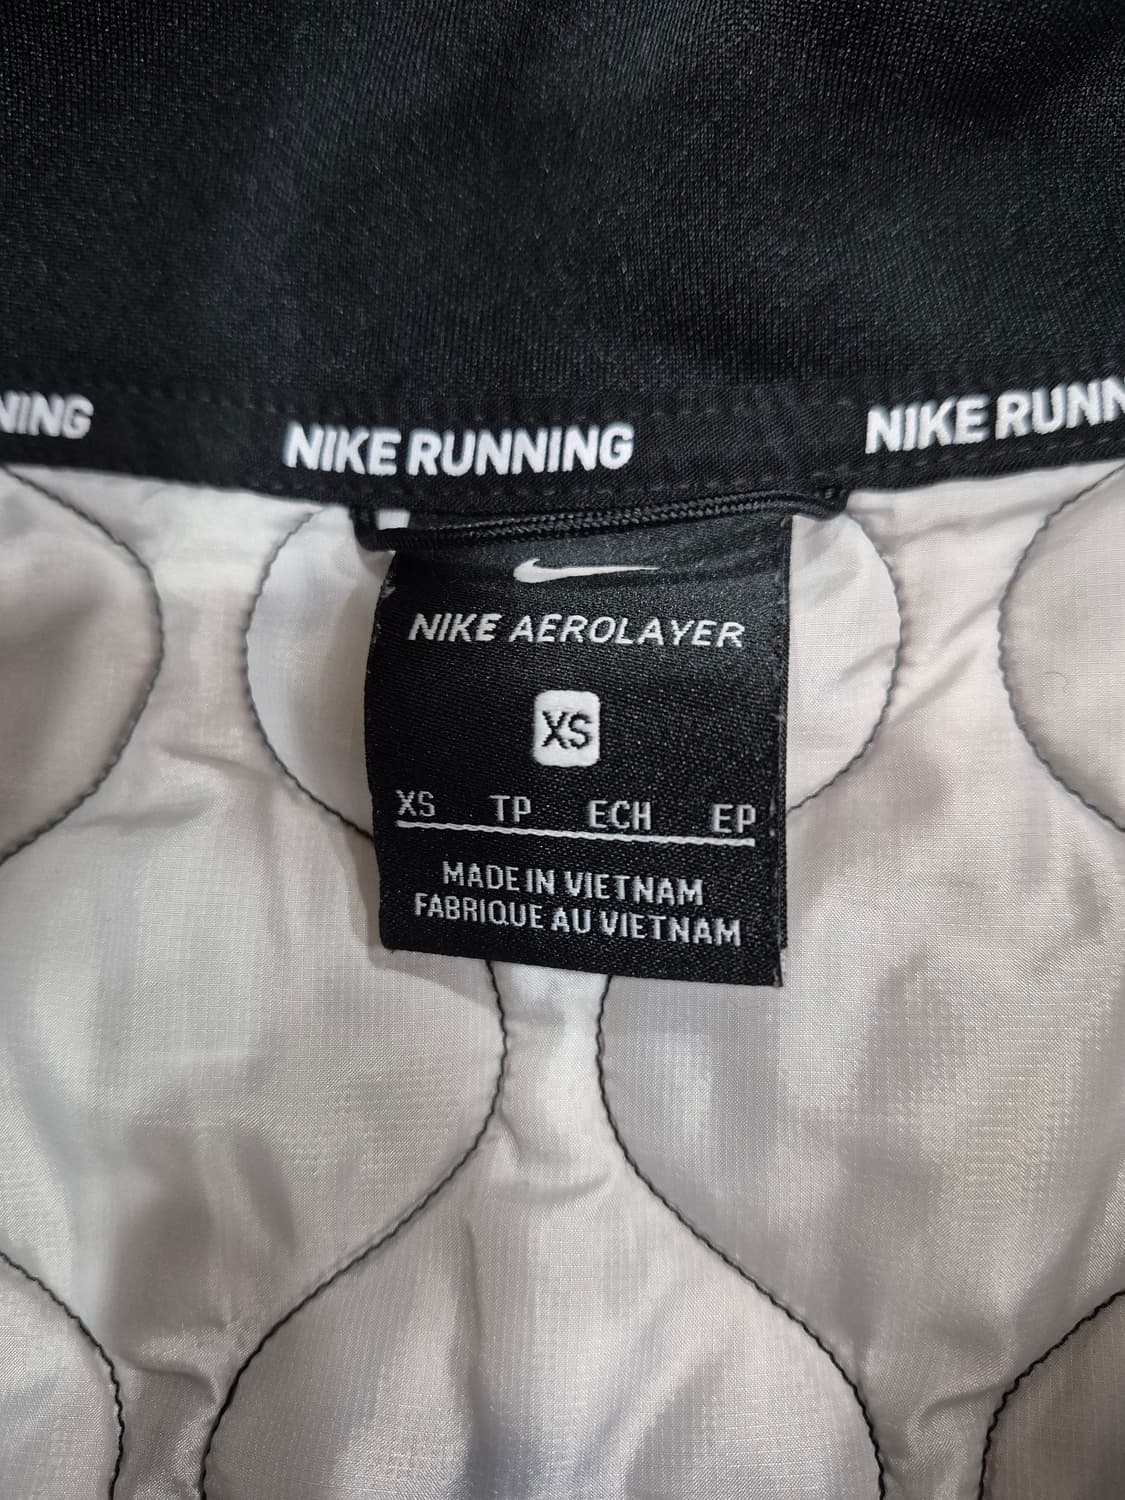 NING NIKE RUNNING NIKE RUNN
NIKE AEROLAYER
XS
XS TP ECH EP
MADE IN VIETNAM
FABRIQUE AU VIETNAM